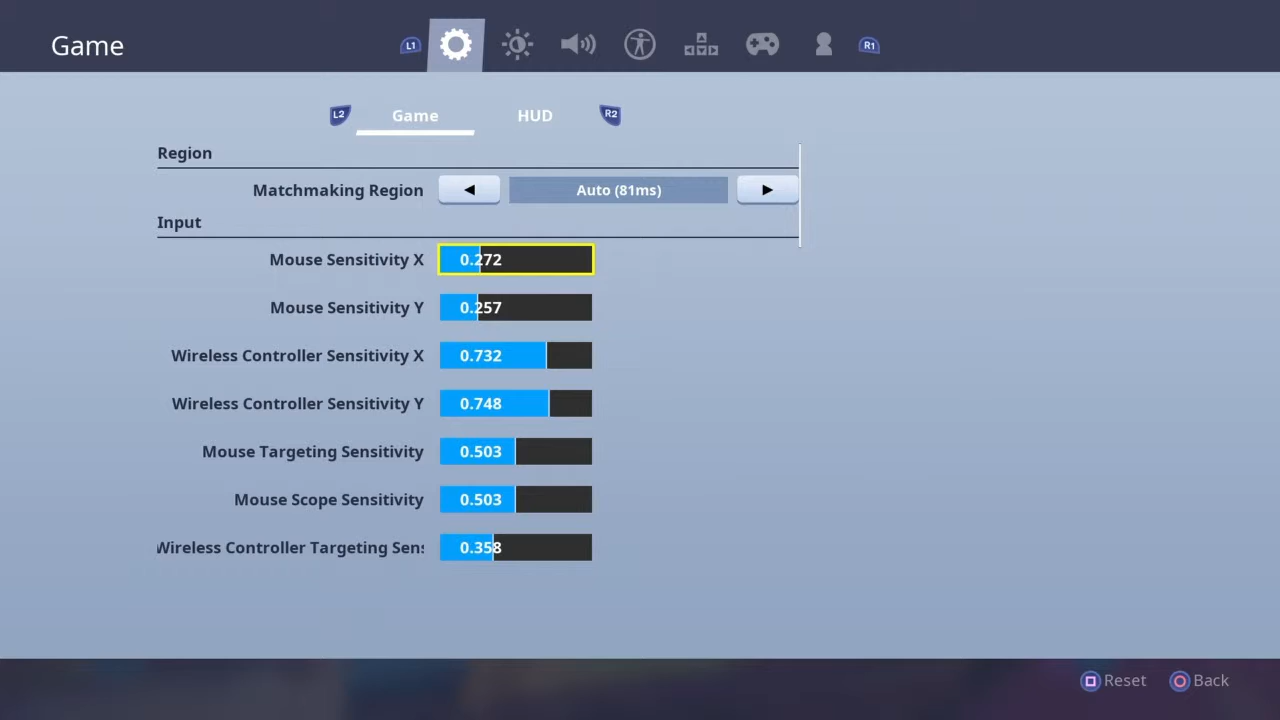 Game
L1
R1
L2
Game
HUD
R2
Region
Matchmaking Region
Auto (81ms)
Input
Mouse Sensitivity X
0.272
Mouse Sensitivity Y
0.257
Wireless Controller Sensitivity X
0.732
Wireless Controller Sensitivity Y
0.748
Mouse Targeting Sensitivity
0.503
Mouse Scope Sensitivity
0.503
Wireless Controller Targeting Sens
0.358
Reset
Back